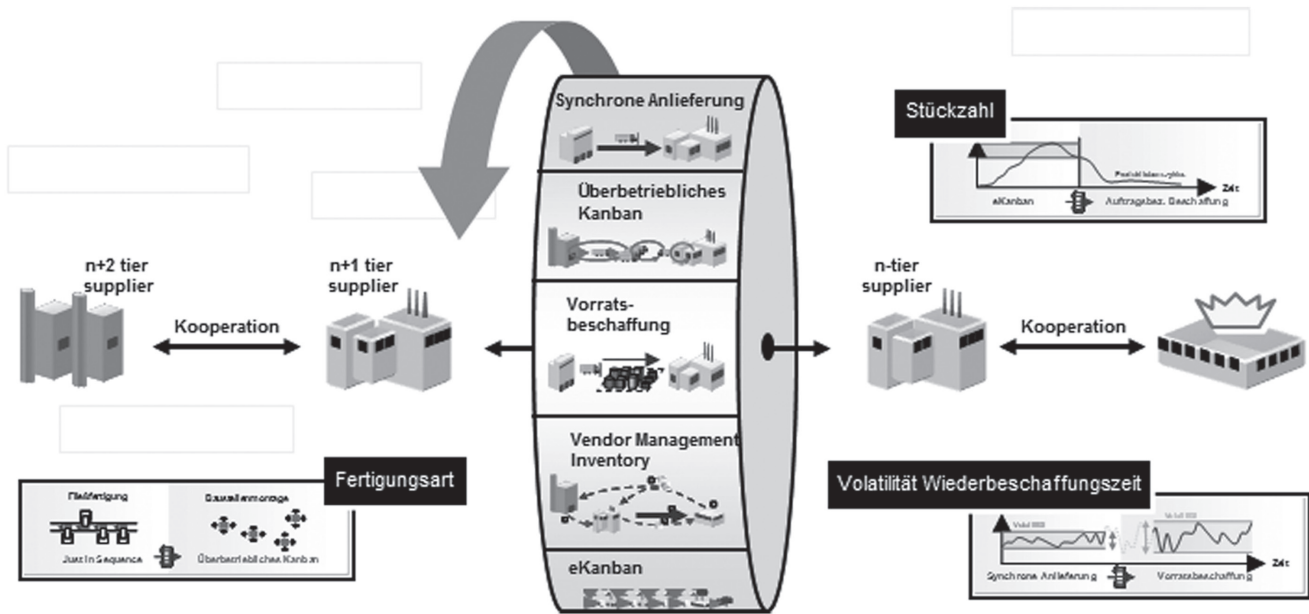 Synchrone Anlieferung
Überbetriebliches
Kanban
Vorrats-
beschaffung
Vendor Management
Inventory
eKanban
n+2 tier
supplier
Kooperation
n+1 tier
supplier
n-tier
supplier
Kooperation
Stückzahl
Zeit
eKanban
Auftragsbez. Beschaffung
Fertigungsart
Fließfertigung
Baustellenmontage
Just in Sequence
Überbetriebliches Kanban
Volatilität Wiederbeschaffungszeit
Zeit
Synchrone Anlieferung
Vorratsbeschaffung